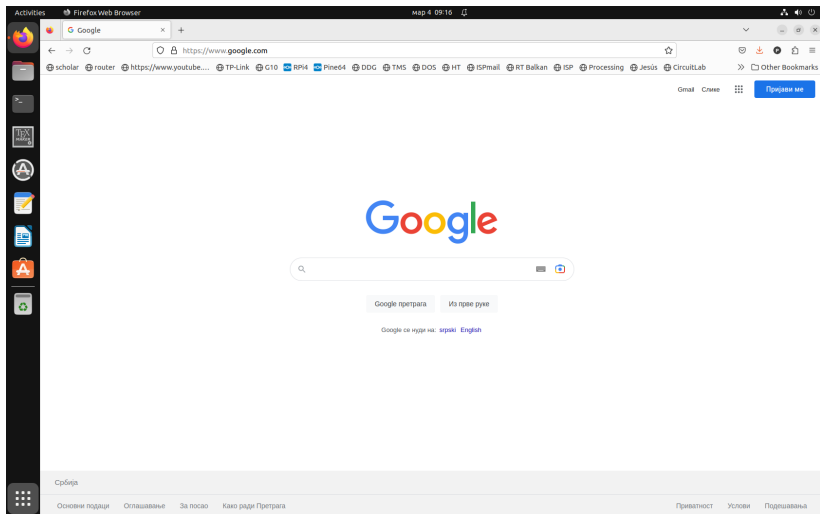 Activities Firefox Web Browser мар 4 09:16
G Google × +
https://www.google.com
scholar router https://www.youtube.… TP-Link G10 RPi4 Pine64 DDG TMS DOS HT ISPmail RT Balkan ISP Processing Jesús CircuitLab Other Bookmarks
Gmail Слике Пријави ме
TEX
MAKER
Google
Google претрага Из прве руке
Google се нуди на: srpski English
Србија
Основни подаци Оглашавање За посао Како ради Претрага Приватност Услови Подешавања